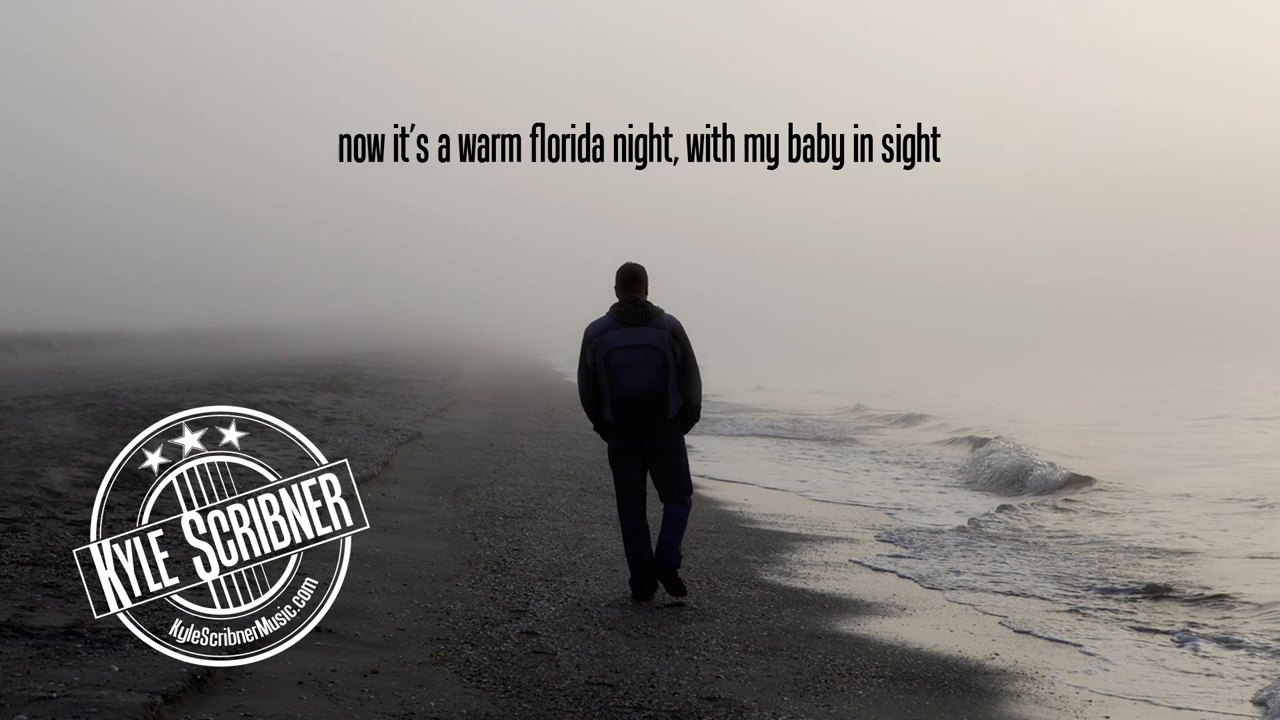 now it's a warm florida night, with my baby in sight
Kyle Scribner
KyleScribnerMusic.com